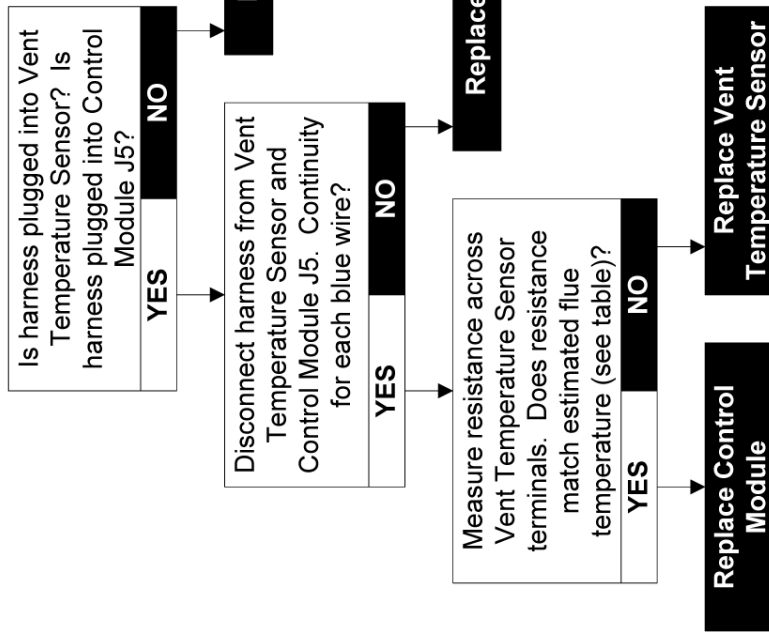 Is harness plugged into Vent
Temperature Sensor? Is
harness plugged into Control
Module J5?
YES
NO
Disconnect harness from Vent
Temperature Sensor and
Control Module J5. Continuity
for each blue wire?
YES
NO
Replace
Measure resistance across
Vent Temperature Sensor
terminals. Does resistance
match estimated flue
temperature (see table)?
YES
NO
Replace Control
Module
Replace Vent
Temperature Sensor